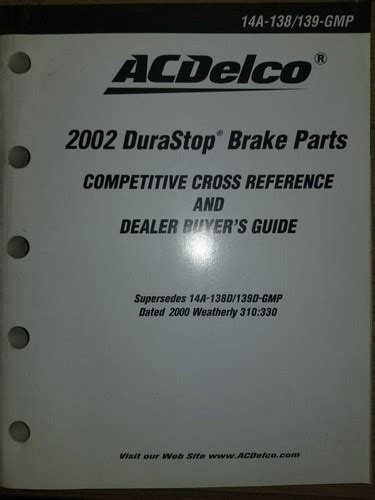 14A-138/139-GMP
ACDelco®
2002 DuraStop® Brake Parts
COMPETITIVE CROSS REFERENCE
AND
DEALER BUYER'S GUIDE
Supersedes 14A-138D/139D-GMP
Dated 2000 Weatherly 310:330
Visit our Web Site www.ACDelco.com